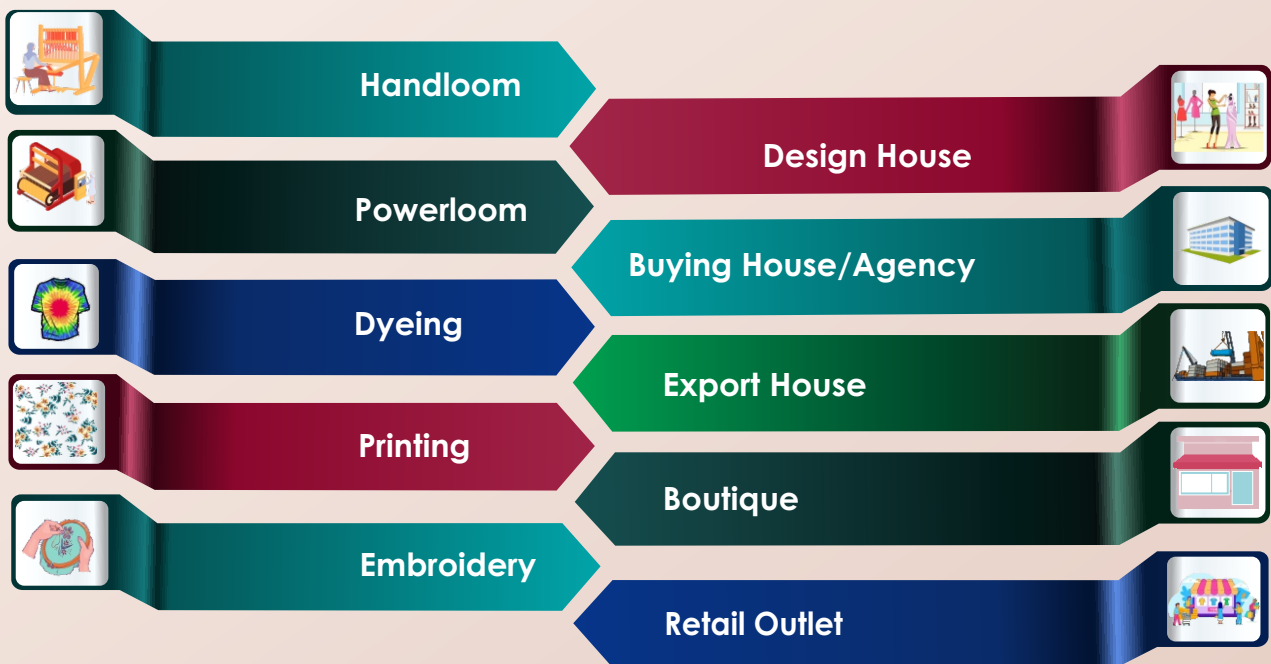 Handloom
Powerloom
Dyeing
Printing
Embroidery
Design House
Buying House/Agency
Export House
Boutique
Retail Outlet